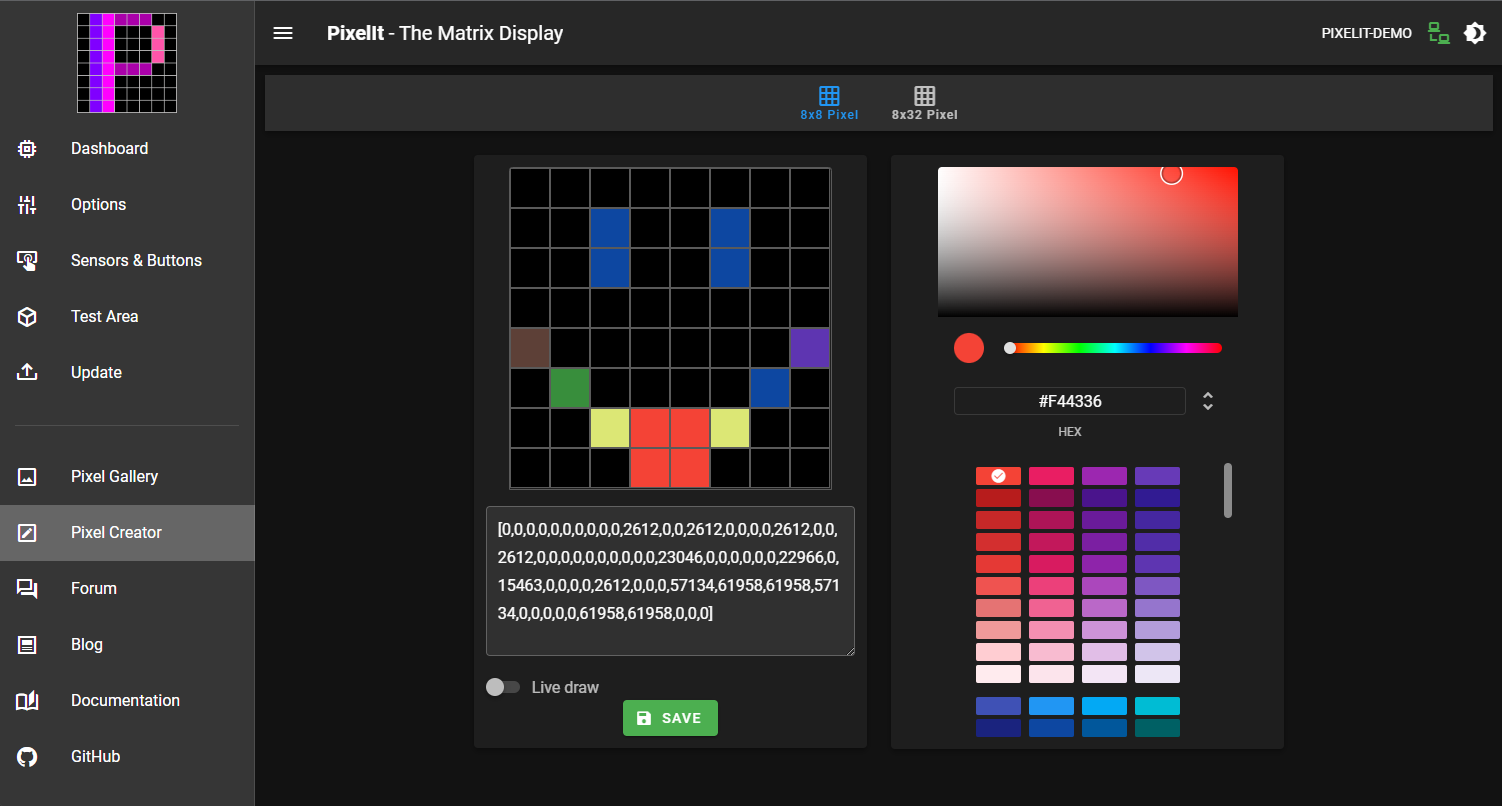 PixelIt - The Matrix Display
PIXELIT-DEMO
Dashboard
Options
Sensors & Buttons
Test Area
Update
Pixel Gallery
Pixel Creator
Forum
Blog
Documentation
GitHub
8x8 Pixel
8x32 Pixel
[0,0,0,0,0,0,0,0,0,0,2612,0,0,2612,0,0,0,0,2612,0,0,
2612,0,0,0,0,0,0,0,0,0,0,23046,0,0,0,0,0,0,22966,0,
15463,0,0,0,0,2612,0,0,0,57134,61958,61958,571
34,0,0,0,0,0,61958,61958,0,0,0]
Live draw
SAVE
#F44336
HEX